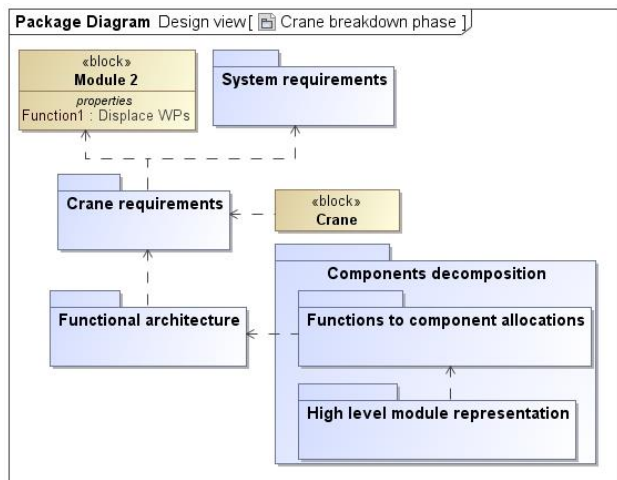 Package Diagram Design view[ Crane breakdown phase ]
«block»
Module 2
properties
Function1 : Displace WPs
System requirements
Crane requirements
«block»
Crane
Components decomposition
Functional architecture
Functions to component allocations
High level module representation